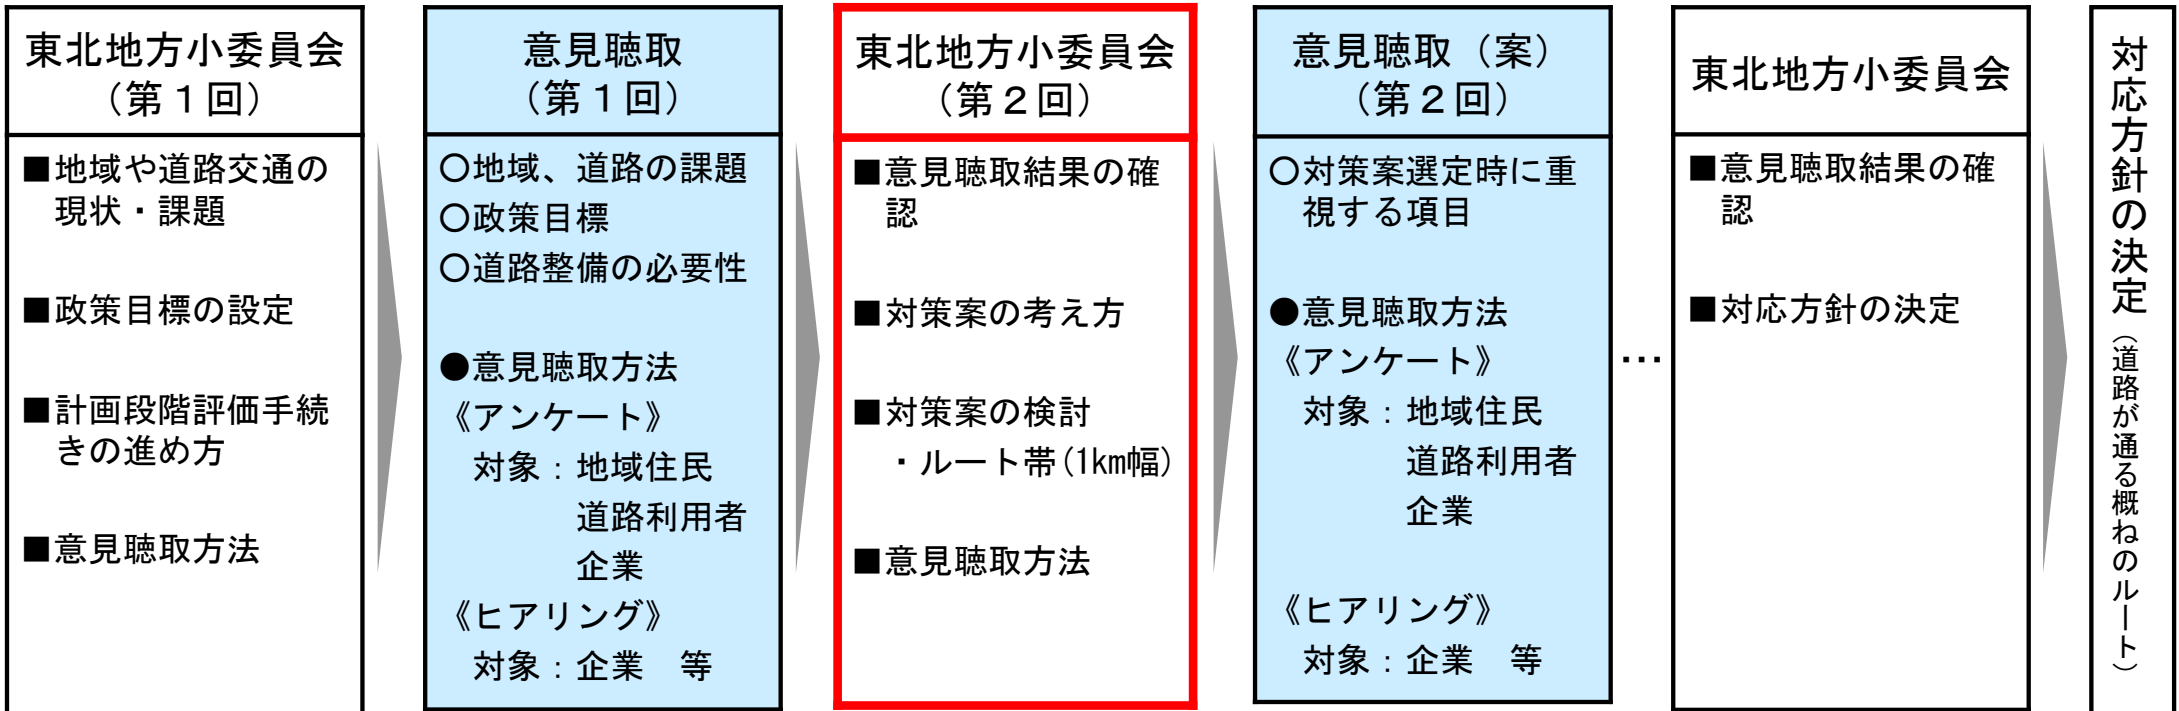 東北地方小委員会
（第１回）
■地域や道路交通の
現状・課題
■政策目標の設定
■計画段階評価手続
きの進め方
■意見聴取方法
意見聴取
（第１回）
〇地域、道路の課題
〇政策目標
〇道路整備の必要性
●意見聴取方法
《アンケート》
対象：地域住民
道路利用者
企業
《ヒアリング》
対象：企業　等
東北地方小委員会
（第２回）
■意見聴取結果の確
認
■対策案の考え方
■対策案の検討
・ルート帯(1km幅)
■意見聴取方法
意見聴取（案）
（第２回）
〇対策案選定時に重
視する項目
●意見聴取方法
《アンケート》
対象：地域住民
道路利用者
企業
《ヒアリング》
対象：企業　等
…
東北地方小委員会
■意見聴取結果の確
認
■対応方針の決定
対応方針の決定（道路が通る概ねのルート）